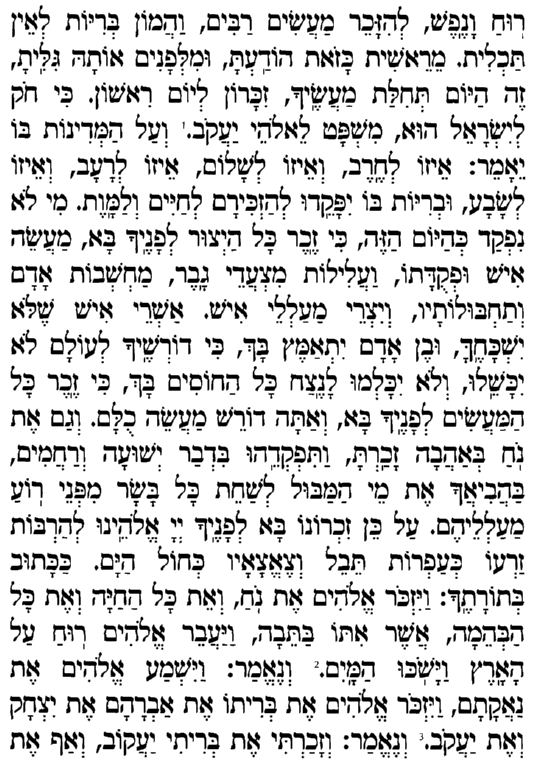 רוּחַ וָנֶפֶשׁ, לְהִזָּכֵר מַעֲשִׂים רַבִּים, וַהֲמוֹן בְּרִיּוֹת לְאֵין
תַּכְלִית. מֵרֵאשִׁית כָּזֹאת הוֹדָעְתָּ, וּמִלְּפָנִים אוֹתָהּ גִּלִּיתָ,
זֶה הַיּוֹם תְּחִלַּת מַעֲשֶׂיךָ, זִכָּרוֹן לְיוֹם רִאשׁוֹן. כִּי חֹק
לְיִשְׂרָאֵל הוּא, מִשְׁפָּט לֵאלֹהֵי יַעֲקֹב.¹ וְעַל הַמְּדִינוֹת בּוֹ
יֵאָמֵר: אֵיזוֹ לְחֶרֶב, וְאֵיזוֹ לְשָׁלוֹם, אֵיזוֹ לְרָעָב, וְאֵיזוֹ
לְשָׂבָע, וּבְרִיּוֹת בּוֹ יִפָּקֵדוּ לְהַזְכִּירָם לְחַיִּים וְלַמָּוֶת. מִי לֹא
נִפְקָד כְּהַיּוֹם הַזֶּה, כִּי זֵכֶר כָּל הַיְצוּר לְפָנֶיךָ בָּא, מַעֲשֵׂה
אִישׁ וּפְקֻדָּתוֹ, וַעֲלִילוֹת מִצְעֲדֵי גָבֶר, מַחְשְׁבוֹת אָדָם
וְתַחְבּוּלוֹתָיו, וְיִצְרֵי מַעַלְלֵי אִישׁ. אַשְׁרֵי אִישׁ שֶׁלֹּא
יִשְׁכָּחֶךָּ, וּבֶן אָדָם יִתְאַמֶּץ בָּךְ, כִּי דוֹרְשֶׁיךָ לְעוֹלָם לֹא
יִכָּשֵׁלוּ, וְלֹא יִכָּלְמוּ לָנֶצַח כָּל הַחוֹסִים בָּךְ, כִּי זֵכֶר כָּל
הַמַּעֲשִׂים לְפָנֶיךָ בָּא, וְאַתָּה דוֹרֵשׁ מַעֲשֵׂה כֻלָּם. וְגַם אֶת
נֹחַ בְּאַהֲבָה זָכַרְתָּ, וַתִּפְקְדֵהוּ בִּדְבַר יְשׁוּעָה וְרַחֲמִים,
בַּהֲבִיאֲךָ אֶת מֵי הַמַּבּוּל לְשַׁחֵת כָּל בָּשָׂר מִפְּנֵי רוֹעַ
מַעַלְלֵיהֶם. עַל כֵּן זִכְרוֹנוֹ בָּא לְפָנֶיךָ יְיָ אֱלֹהֵינוּ לְהַרְבּוֹת
זַרְעוֹ כְּעַפְרוֹת תֵּבֵל וְצֶאֱצָאָיו כְּחוֹל הַיָּם. כַּכָּתוּב
בְּתוֹרָתֶךָ: וַיִּזְכֹּר אֱלֹהִים אֶת נֹחַ, וְאֵת כָּל הַחַיָּה וְאֶת כָּל
הַבְּהֵמָה, אֲשֶׁר אִתּוֹ בַּתֵּבָה, וַיַּעֲבֵר אֱלֹהִים רוּחַ עַל
הָאָרֶץ וַיָּשֹׁכּוּ הַמָּיִם.² וְנֶאֱמַר: וַיִּשְׁמַע אֱלֹהִים אֶת
נַאֲקָתָם, וַיִּזְכֹּר אֱלֹהִים אֶת בְּרִיתוֹ אֶת אַבְרָהָם אֶת יִצְחָק
וְאֶת יַעֲקֹב.³ וְנֶאֱמַר: וְזָכַרְתִּי אֶת בְּרִיתִי יַעֲקוֹב, וְאַף אֶת